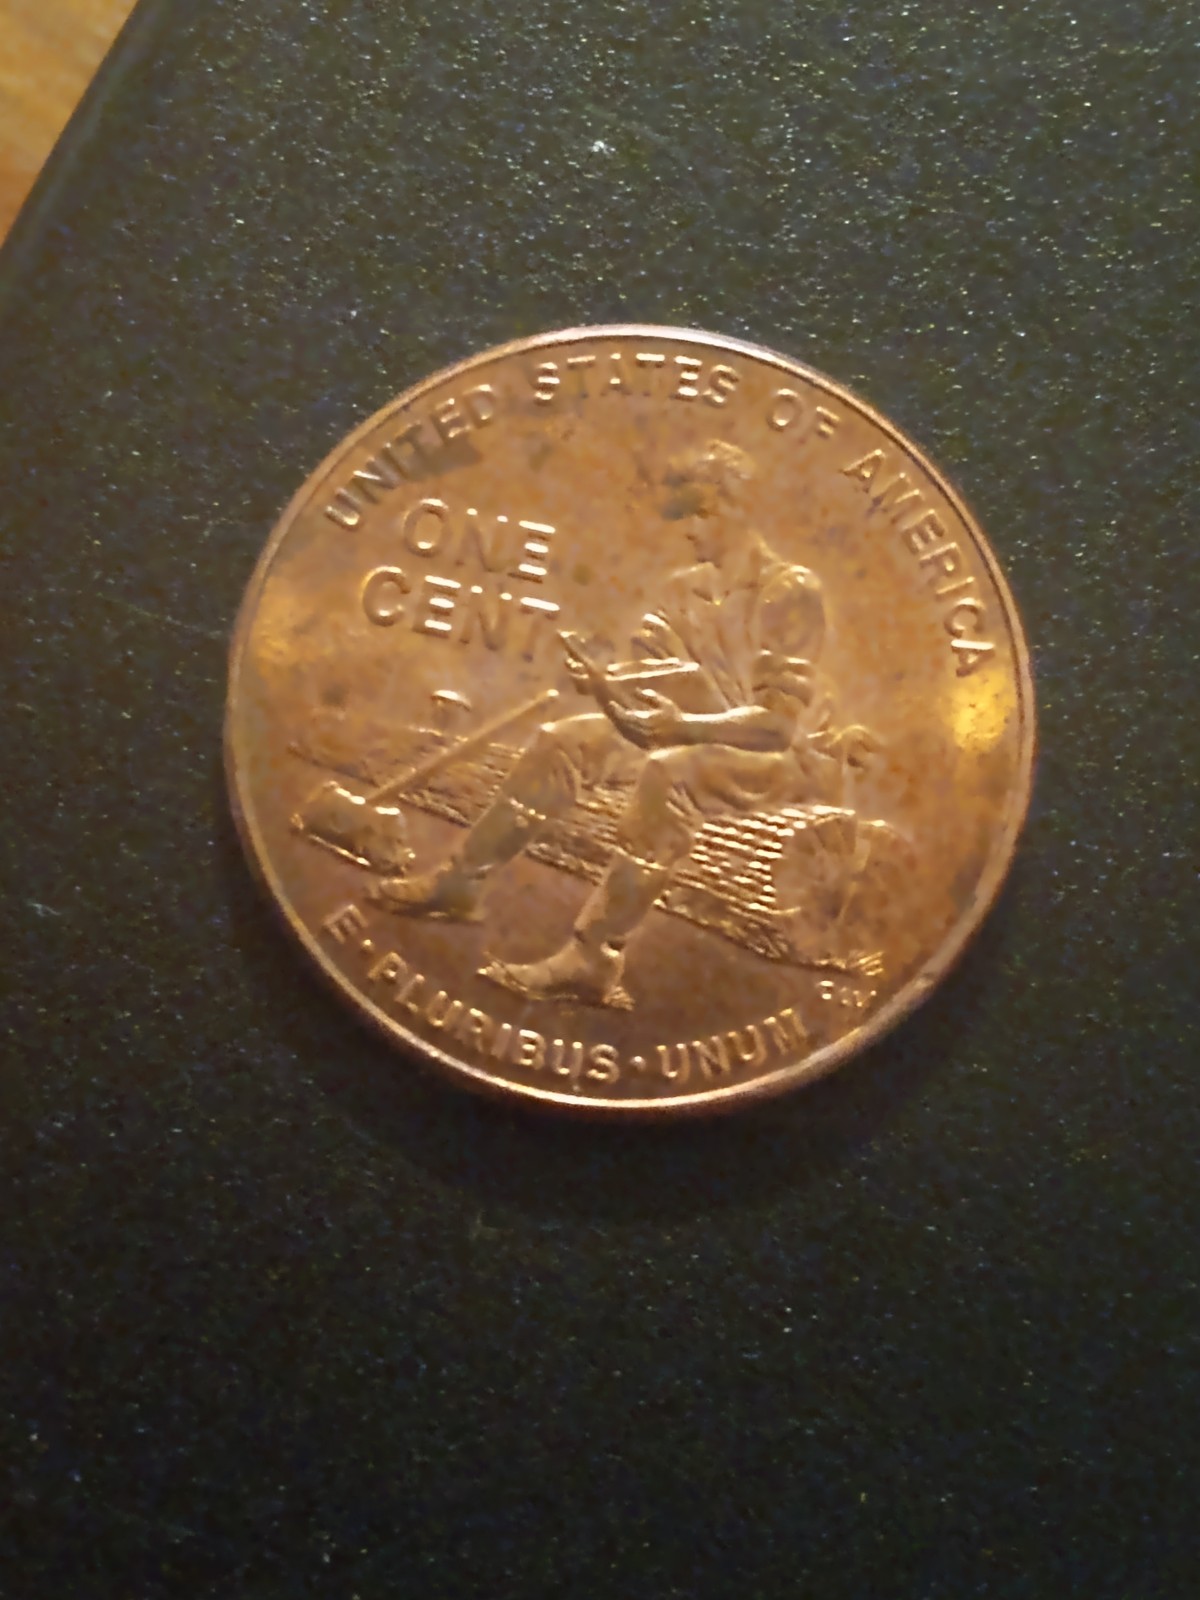 UNITED STATES OF AMERICA
ONE
CENT
E · PLURIBUS · UNUM